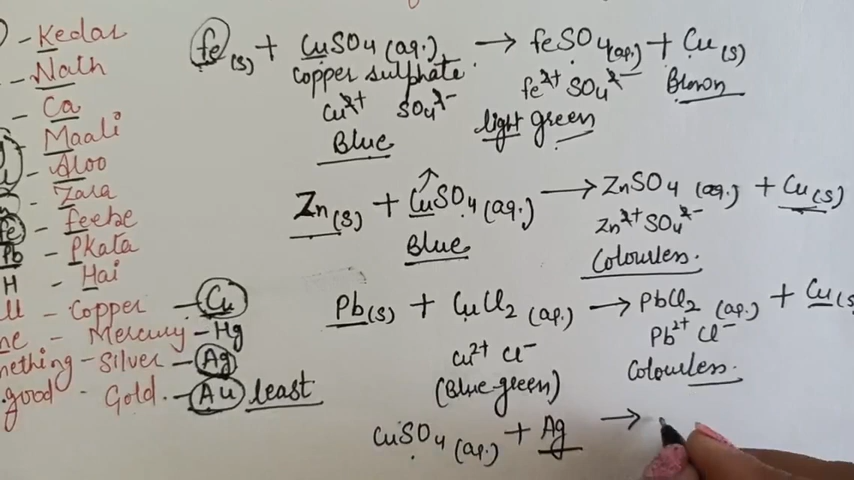 - Kedar
- Nath
- Ca
- Maali
- Aloo
- Zara
fe - feeke
Pb - Pkata
H - Hai
- Copper - Cu
- Mercury - Hg
- Silver - Ag
good - Gold. - Au least
fe(s) + CuSO4 (aq.) → feSO4 (aq.) + Cu(s)
copper sulphate
Cu2+ SO42- fe2+ SO42- Brown
Blue light green
Zn(s) + CuSO4 (aq.) → ZnSO4 (aq.) + Cu(s)
Zn2+ SO42-
Blue Colourless.
Pb(s) + CuCl2 (aq.) → PbCl2 (aq.) + Cu(s
Cu2+ Cl- Pb2+ Cl-
(Blue-green) Colourless.
CuSO4 (aq.) + Ag →